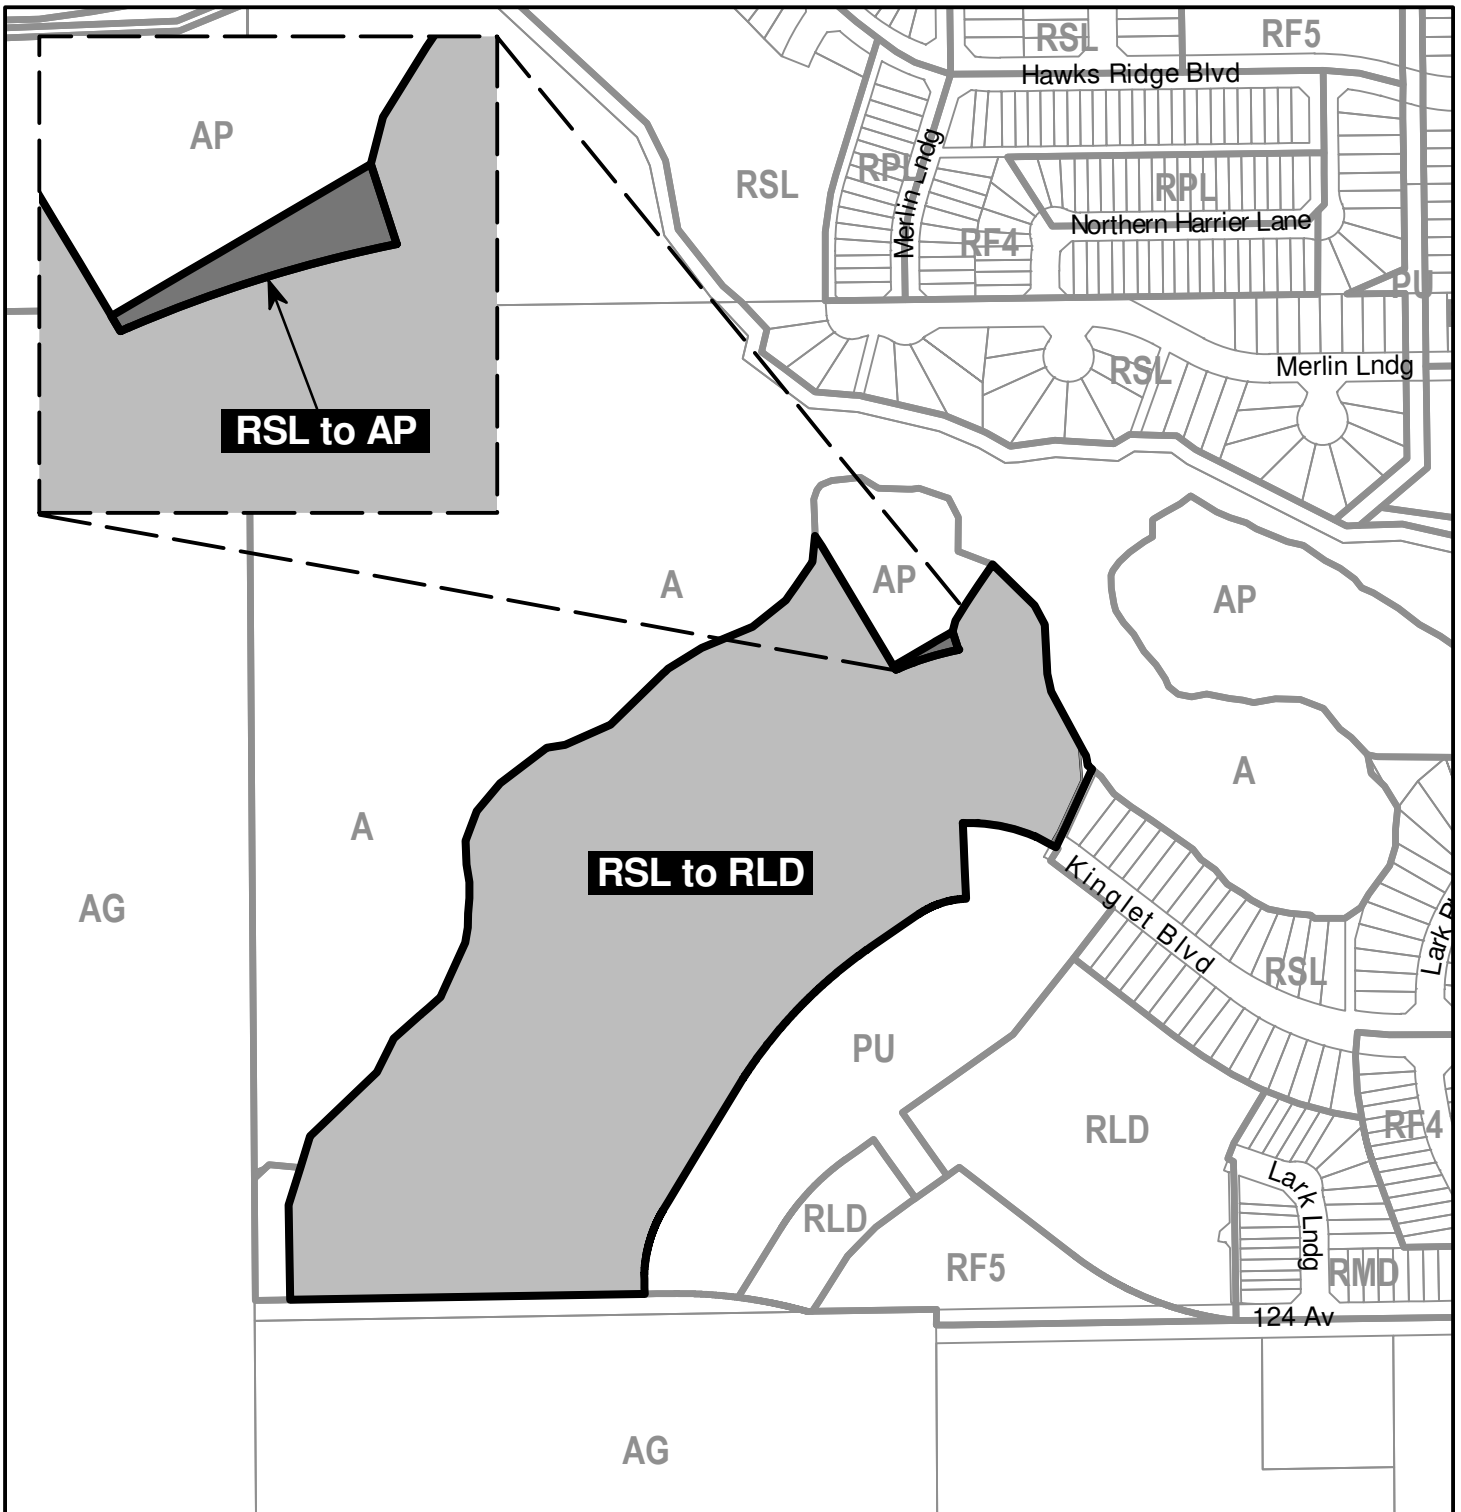 RSL
RF5
Hawks Ridge Blvd
AP
RPL
Merlin Lndg
RSL
RPL
Northern Harrier Lane
RF4
PU
RSL
Merlin Lndg
RSL to AP
A
AP
AP
A
A
RSL to RLD
Kinglet Blvd
AG
Lark
RSL
PU
RLD
RF4
Lark Lndg
RLD
RF5
RMD
124 Av
AG